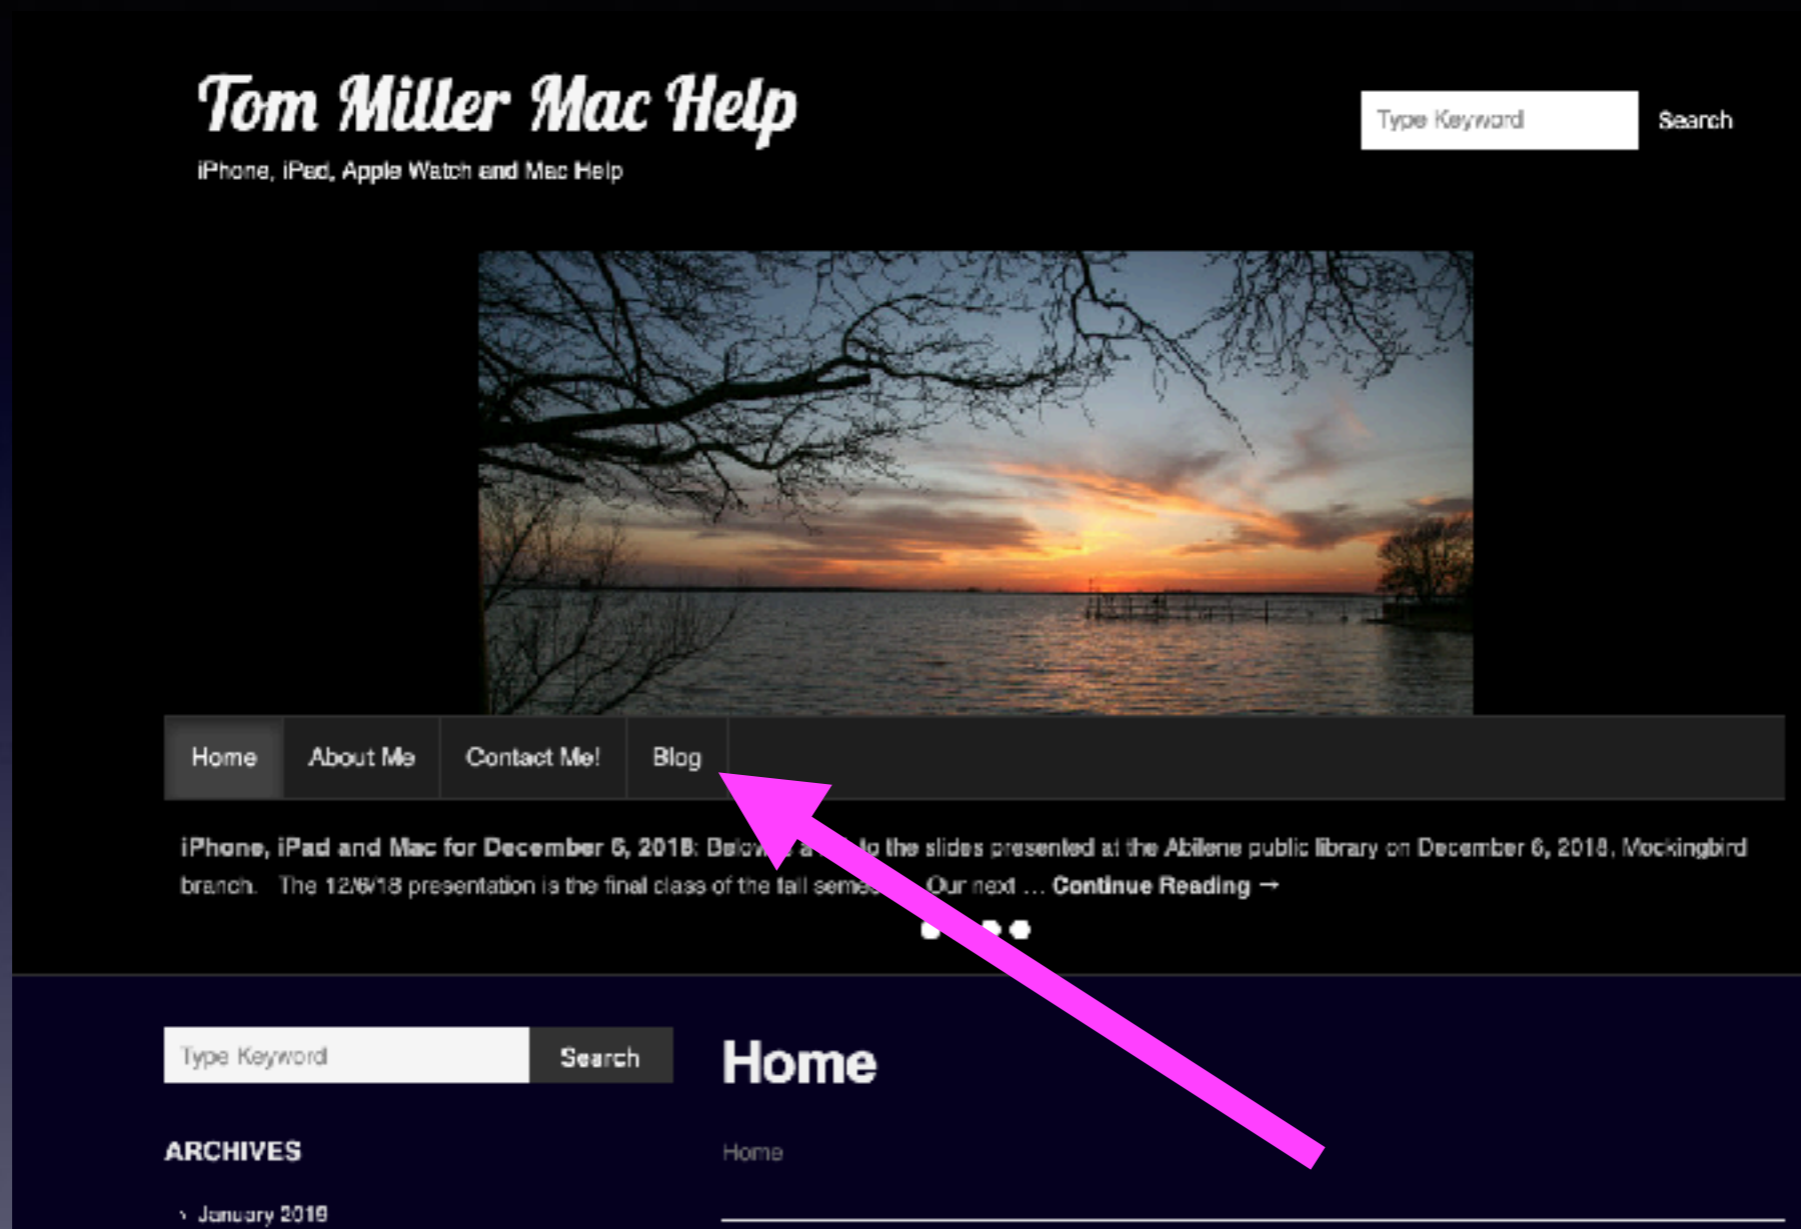 Tom Miller Mac Help
iPhone, iPad, Apple Watch and Mac Help
Type Keyword
Search
Home
About Me
Contact Me!
Blog
iPhone, iPad and Mac for December 6, 2018: Below a to the slides presented at the Abilene public library on December 6, 2018, Mockingbird
branch. The 12/6/18 presentation is the final class of the fall Our next ... Continue Reading →
Type Keyword
Search
Home
ARCHIVES
Home
› January 2019